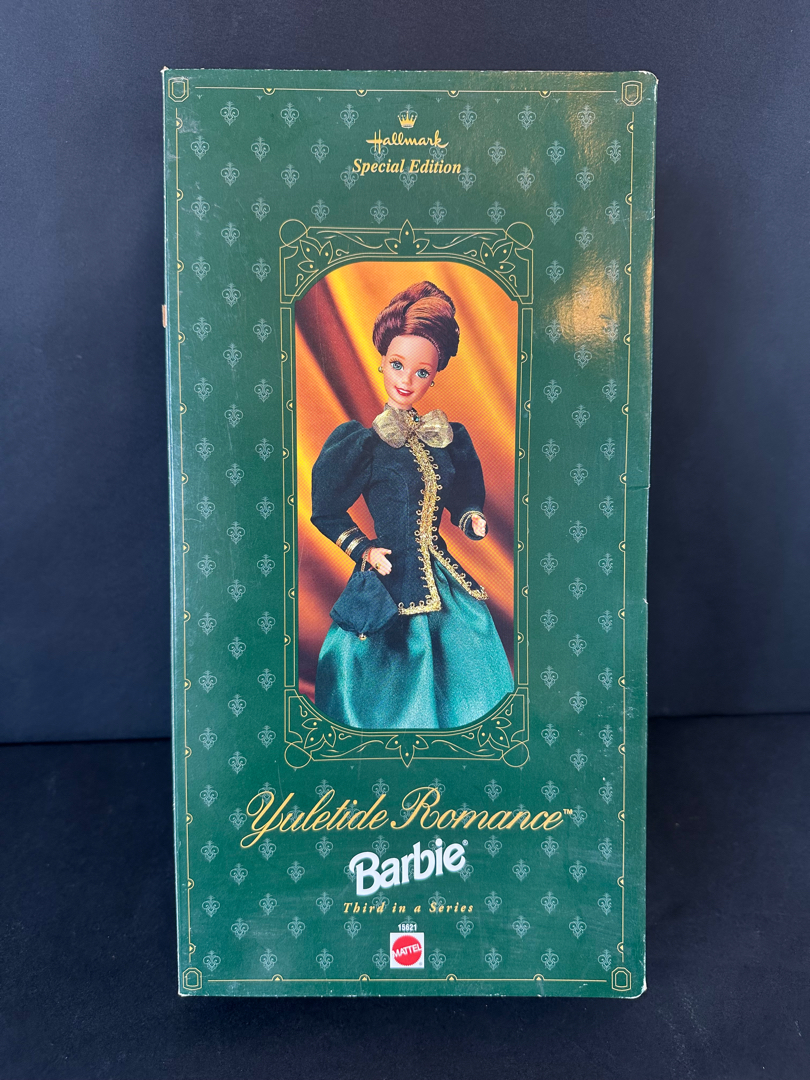 Hallmark
Special Edition
Yuletide Romance™
Barbie®
Third in a Series
15621
MATTEL